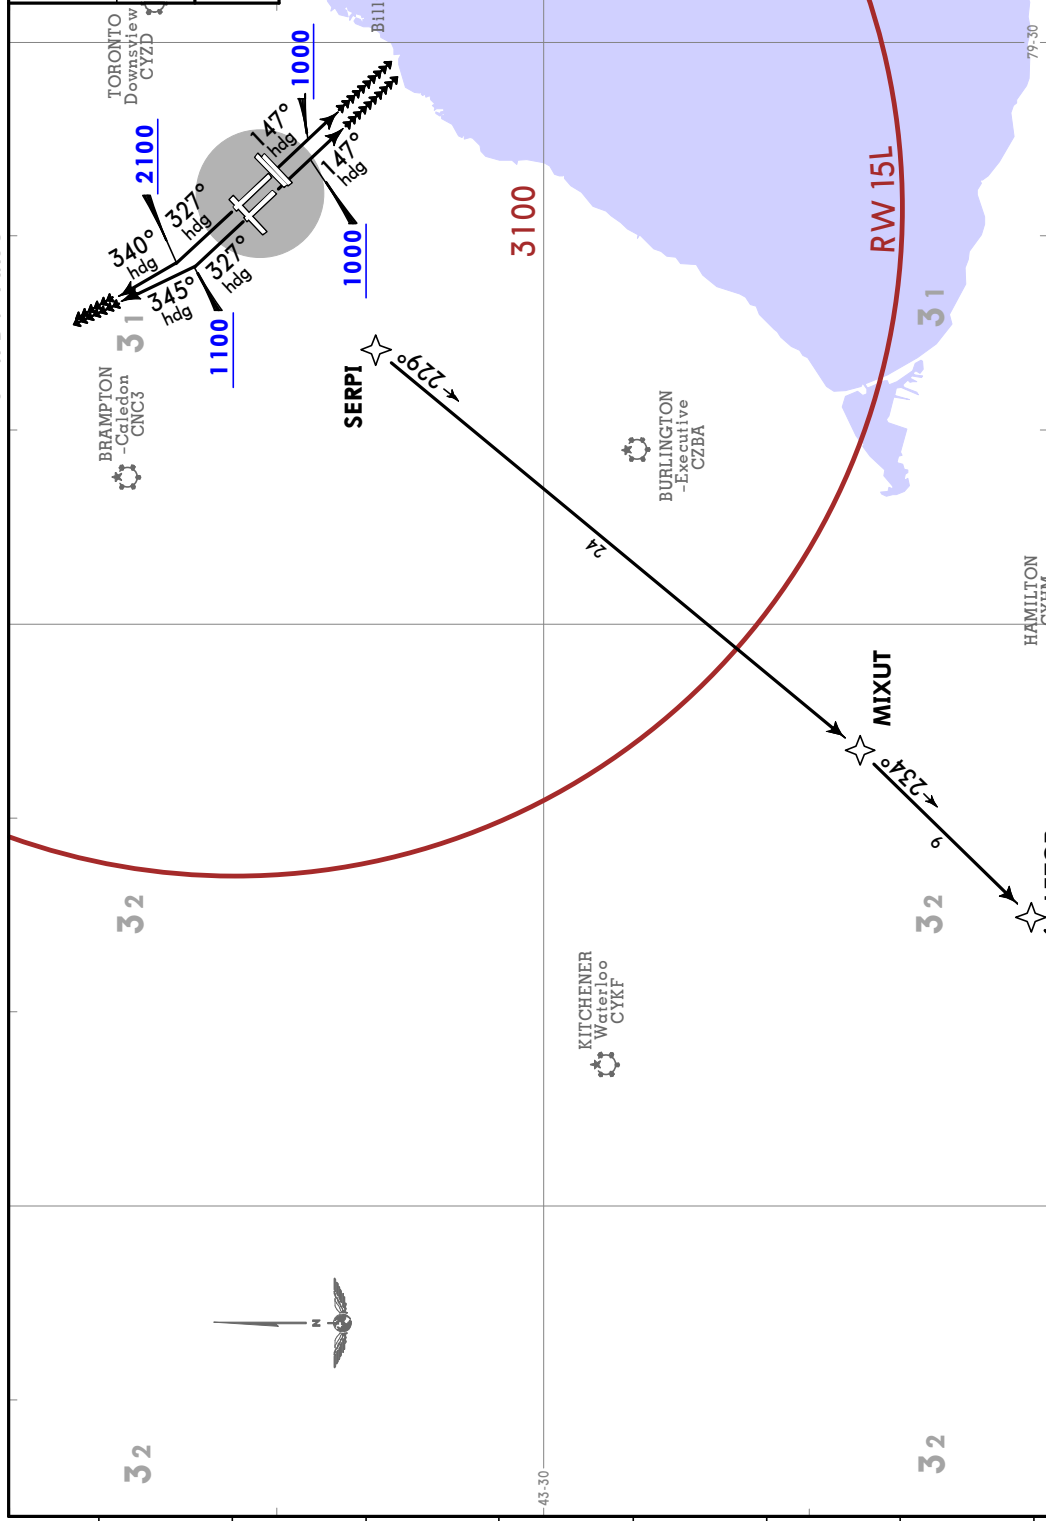 TORONTO
Downsview
CYZD
Bill
79-30
1000
2100
147°
hdg
147°
hdg
327°
hdg
327°
hdg
340°
hdg
345°
hdg
1000
1100
3100
RW 15L
31
31
BRAMPTON
-Caledon
CNC3
SERPI
229°
BURLINGTON
-Executive
CZBA
24
HAMILTON
MIXUT
234°
9
32
32
KITCHENER
Waterloo
CYKF
N
43-30
32
32